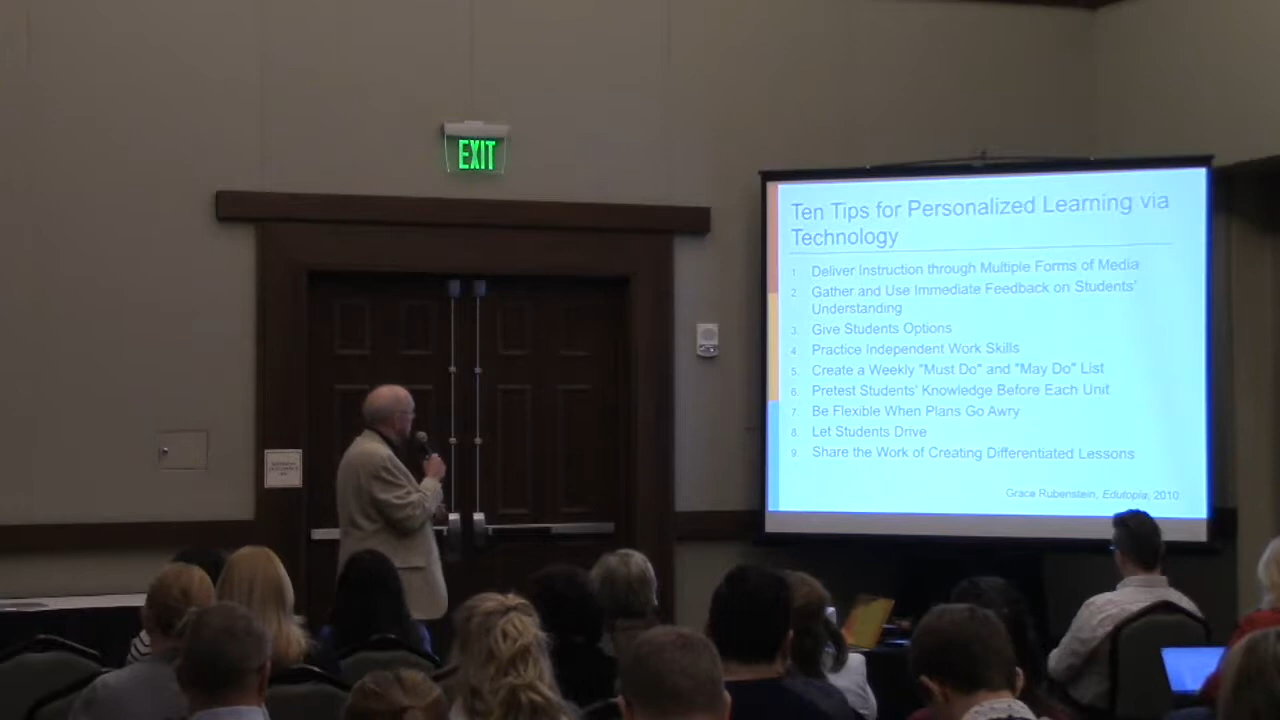 EXIT
Ten Tips for Personalized Learning via
Technology
1. Deliver Instruction through Multiple Forms of Media
2. Gather and Use Immediate Feedback on Students'
Understanding
3. Give Students Options
4. Practice Independent Work Skills
5. Create a Weekly "Must Do" and "May Do" List
6. Pretest Students' Knowledge Before Each Unit
7. Be Flexible When Plans Go Awry
8. Let Students Drive
9. Share the Work of Creating Differentiated Lessons
Grace Rubenstein, Edutopia, 2010